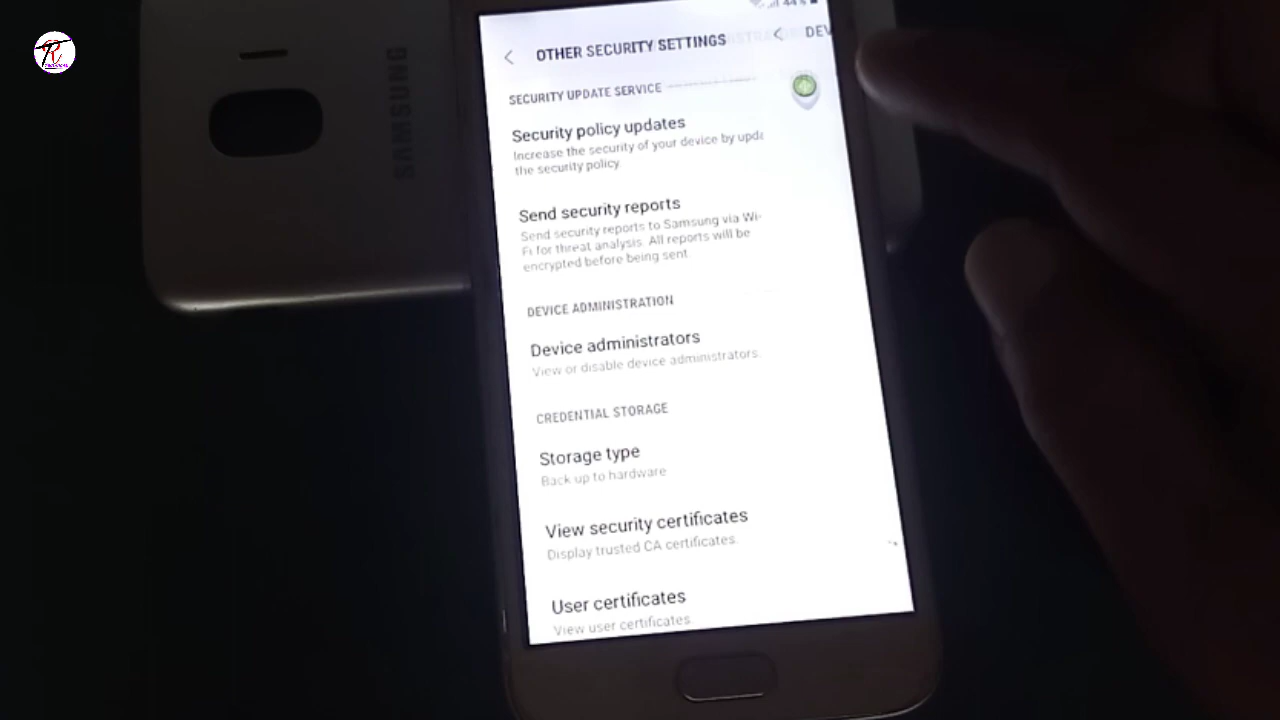 44%
OTHER SECURITY SETTINGS
DEV
SECURITY UPDATE SERVICE
Security policy updates
Increase the security of your device by upda
the security policy.
Send security reports
Send security reports to Samsung via Wi-
Fi for threat analysis. All reports will be
encrypted before being sent.
DEVICE ADMINISTRATION
Device administrators
View or disable device administrators.
CREDENTIAL STORAGE
Storage type
Back up to hardware
View security certificates
Display trusted CA certificates.
User certificates
View user certificates.
SAMSUNG